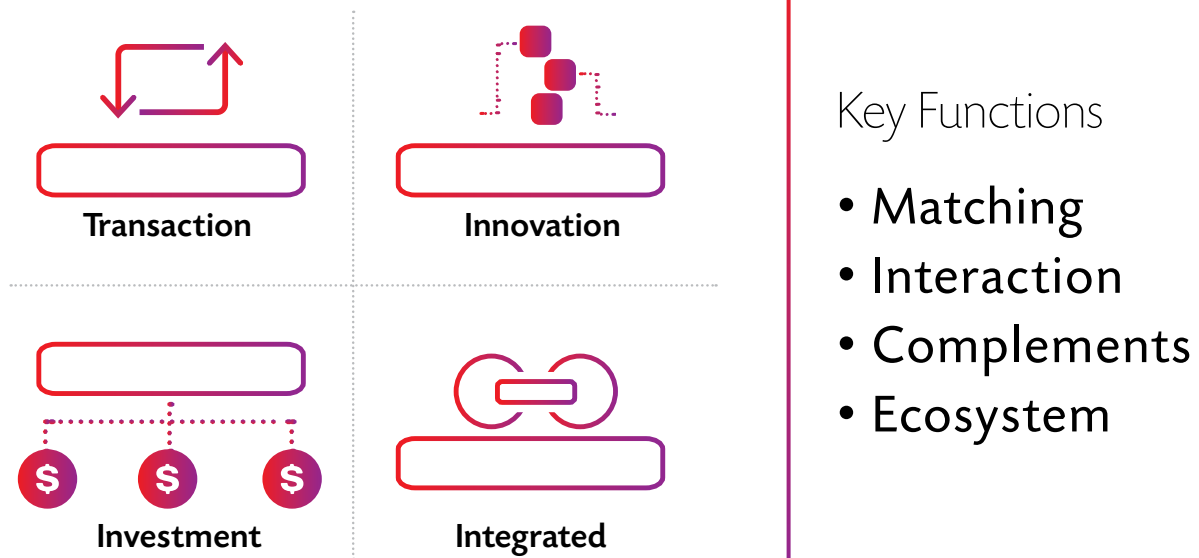 Transaction
Innovation
$ $ $
Investment
Integrated
Key Functions
• Matching
• Interaction
• Complements
• Ecosystem